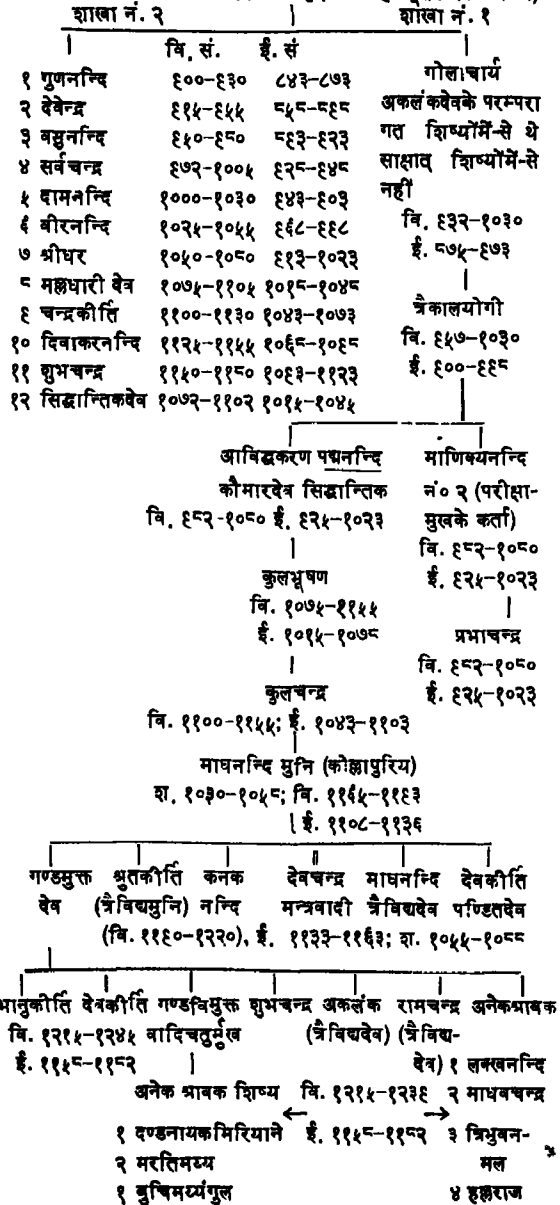 शाखा नं. २ शाखा नं. १
वि. सं. ई. सं
१ गुणनन्दि ९००-९३० ८४३-८७३
२ देवेन्द्र ९१५-९५५ ८५८-८९८
३ वसुनन्दि ९५०-९८० ८९३-९२३
४ सर्वचन्द्र ९७२-१००५ ९२८-९४८
५ दामनन्दि १०००-१०३० ९४३-९०३
६ वीरनन्दि १०२५-१०५५ ९६८-९९८
७ श्रीधर १०५०-१०८० ९१३-१०२३
८ मल्लधारी देव १०७५-११०५ १०१८-१०४८
९ चन्द्रकीर्ति ११००-११३० १०४३-१०७३
१० दिवाकरनन्दि ११२५-११५५ १०६८-१०९८
११ शुभचन्द्र ११५०-११८० १०९३-११२३
१२ सिद्धान्तिकदेव १०७२-११०२ १०१५-१०४५
गोलाचार्य
अकलंकदेवके परम्परा
गत शिष्योंमें-से थे
साक्षात् शिष्योंमें-से
नहीं
वि. ९३२-१०३०
ई. ८७५-९७३
त्रैकालयोगी
वि. ९५७-१०३०
ई. ९००-९९८
आविद्धकरण पद्मनन्दि
कौमारदेव सिद्धान्तिक
वि. ९८२-१०८० ई. ९२५-१०२३
माणिक्यनन्दि
नं० २ (परीक्षा-
मुखके कर्ता)
वि. ९८२-१०८०
ई. ९२५-१०२३
कुलभूषण
वि. १०७५-११५५
ई. १०१५-१०७८
प्रभाचन्द्र
वि. ९८२-१०८०
ई. ९२५-१०२३
कुलचन्द्र
वि. ११००-११५५; ई. १०४३-११०३
माघनन्दि मुनि (कोल्लापुरिय)
श. १०३०-१०५८; वि. ११६५-११९३
ई. ११०८-११३६
गण्डमुक्त श्रुतकीर्ति कनक देवचन्द्र माघनन्दि देवकीर्ति
देव (त्रैविद्यमुनि) नन्दि मन्त्रवादी त्रैविद्यदेव पण्डितदेव
(वि. ११९०-१२२०), ई. ११३३-११६३; श. १०५५-१०८८
भानुकीर्ति देवकीर्ति गण्डविमुक्त शुभचन्द्र अकलंक रामचन्द्र अनेकश्रावक
वि. १२१५-१२४५ वादिचतुर्मुख (त्रैविद्यदेव) (त्रैविद्य-
ई. ११५८-११८२ देव) १ लक्खनन्दि
अनेक श्रावक शिष्य वि. १२१५-१२३९ २ माधवचन्द्र
१ दण्डनायकमिरियाने ई. ११५८-११८२ ३ त्रिभुवन-
२ मरतिमय्य मल
१ बुचिमय्यंगुल ४ हल्लराज